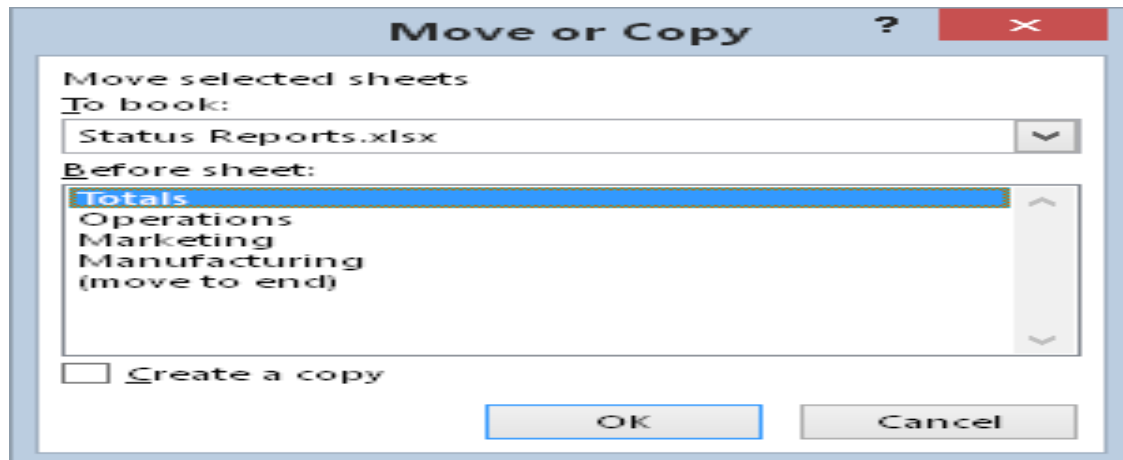 Move or Copy ?
Move selected sheets
To book:
Status Reports.xlsx
Before sheet:
Totals
Operations
Marketing
Manufacturing
(move to end)
Create a copy
OK Cancel